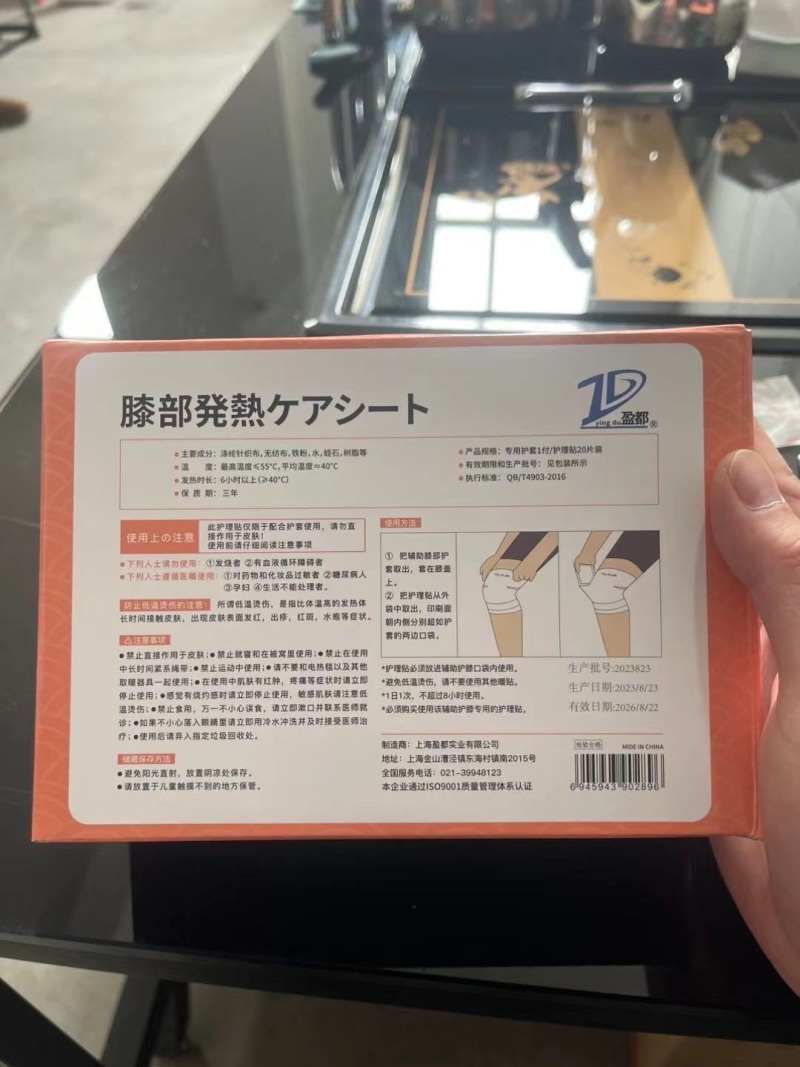 膝部発熱ケアシート
ZD
ying du 盈都®
●主要成分：涤纶针织布,无纺布,铁粉,水,蛭石,树脂等
●温 度：最高温度≤55℃,平均温度≈40℃
●发热时长：6小时以上(≥40℃)
●保 质 期：三年
●产品规格：专用护套1付/护理贴20片装
●有效期限和生产批号：见包装所示
●执行标准：QB/T4903-2016
使用上の注意
此护理贴仅限于配合护套使用，请勿直
接作用于皮肤！
使用前请仔细阅读注意事项
●下列人士请勿使用：①发烧者 ②有血液循环障碍者
●下列人士遵循医嘱使用：①对药物和化妆品过敏者 ②糖尿病人
③孕妇 ④生活不能处理者。
防止低温烫伤的注意：所谓低温烫伤，是指比体温高的发热体
长时间接触皮肤，出现皮肤表面发红，出疹，红斑，水疱等症状。
⚠注意事项
●禁止直接作用于皮肤；●禁止就寝和在被窝里使用；●禁止在使用
中长时间紧系绷带；●禁止运动中使用；●请不要和电热毯以及其他
取暖器具一起使用；●在使用中肌肤有红肿，疼痛等症状时请立即
停止使用；●感觉有烧灼感时请立即停止使用，敏感肌肤请注意低
温烫伤；●禁止食用，万一不小心误食，请立即漱口并联系医师就
诊；●如果不小心落入眼睛里请立即用冷水冲洗并及时接受医师治
疗；●使用后请弃入指定垃圾回收处。
储藏保存方法
●避免阳光直射，放置阴凉处保存。
●请放置于儿童触摸不到的地方保管。
使用方法
① 把辅助膝部护
套取出，套在膝盖
上。
② 把护理贴从外
袋中取出，印刷面
朝内侧分别超如护
套的两边口袋。
*护理贴必须放进辅助护膝口袋内使用。
*避免低温烫伤，请不要使用其他暖贴。
*1日1次，不超过8小时使用。
*必须购买使用该辅助护膝专用的护理贴。
生产批号:2023823
生产日期:2023/8/23
有效日期:2026/8/22
制造商：上海盈都实业有限公司
地址：上海金山漕泾镇东海村镇南2015号
全国服务电话：021-39948123
本企业通过ISO9001质量管理体系认证
检验合格
MADE IN CHINA
6 945943 902896